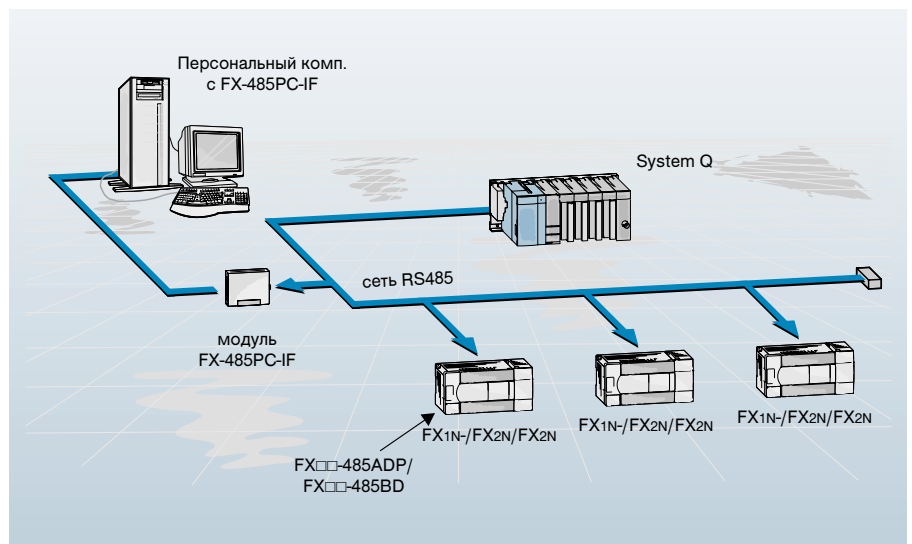 Персональный комп.
с FX-485PC-IF
System Q
сеть RS485
модуль
FX-485PC-IF
FX1N-/FX2N/FX2N
FX1N-/FX2N/FX2N
FX1N-/FX2N/FX2N
FX□□-485ADP/
FX□□-485BD